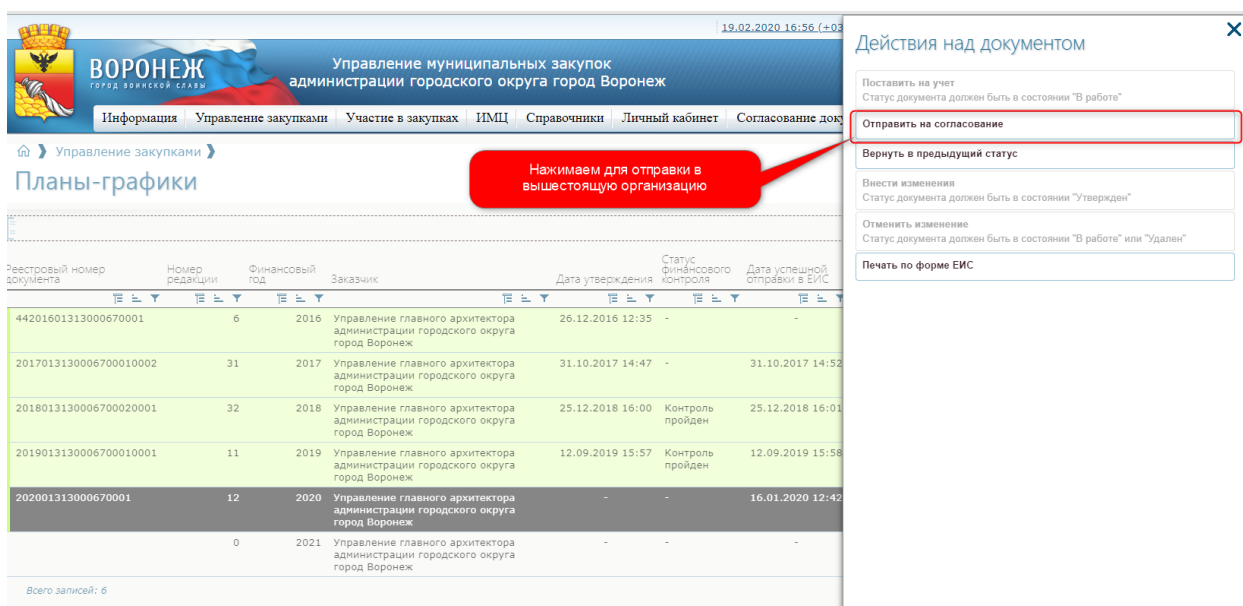 19.02.2020 16:56 (+03
ВОРОНЕЖ
ГОРОД ВОИНСКОЙ СЛАВЫ
Управление муниципальных закупок
администрации городского округа город Воронеж
Информация Управление закупками Участие в закупках ИМЦ Справочники Личный кабинет Согласование доку
Управление закупками
Планы-графики
Нажимаем для отправки в
вышестоящую организацию
Реестровый номер документа
Номер редакции
Финансовый год
Заказчик
Дата утверждения
Статус финансового контроля
Дата успешной отправки в ЕИС
44201601313000670001 6 2016 Управление главного архитектора 26.12.2016 12:35 - -
администрации городского округа
город Воронеж
2017013130006700010002 31 2017 Управление главного архитектора 31.10.2017 14:47 - 31.10.2017 14:52
администрации городского округа
город Воронеж
2018013130006700020001 32 2018 Управление главного архитектора 25.12.2018 16:00 Контроль 25.12.2018 16:01
администрации городского округа пройден
город Воронеж
2019013130006700010001 11 2019 Управление главного архитектора 12.09.2019 15:57 Контроль 12.09.2019 15:58
администрации городского округа пройден
город Воронеж
202001313000670001 12 2020 Управление главного архитектора - - 16.01.2020 12:42
администрации городского округа
город Воронеж
0 2021 Управление главного архитектора - - -
администрации городского округа
город Воронеж
Всего записей: 6
Действия над документом
Поставить на учет
Статус документа должен быть в состоянии "В работе"
Отправить на согласование
Вернуть в предыдущий статус
Внести изменения
Статус документа должен быть в состоянии "Утвержден"
Отменить изменение
Статус документа должен быть в состоянии "В работе" или "Удален"
Печать по форме ЕИС